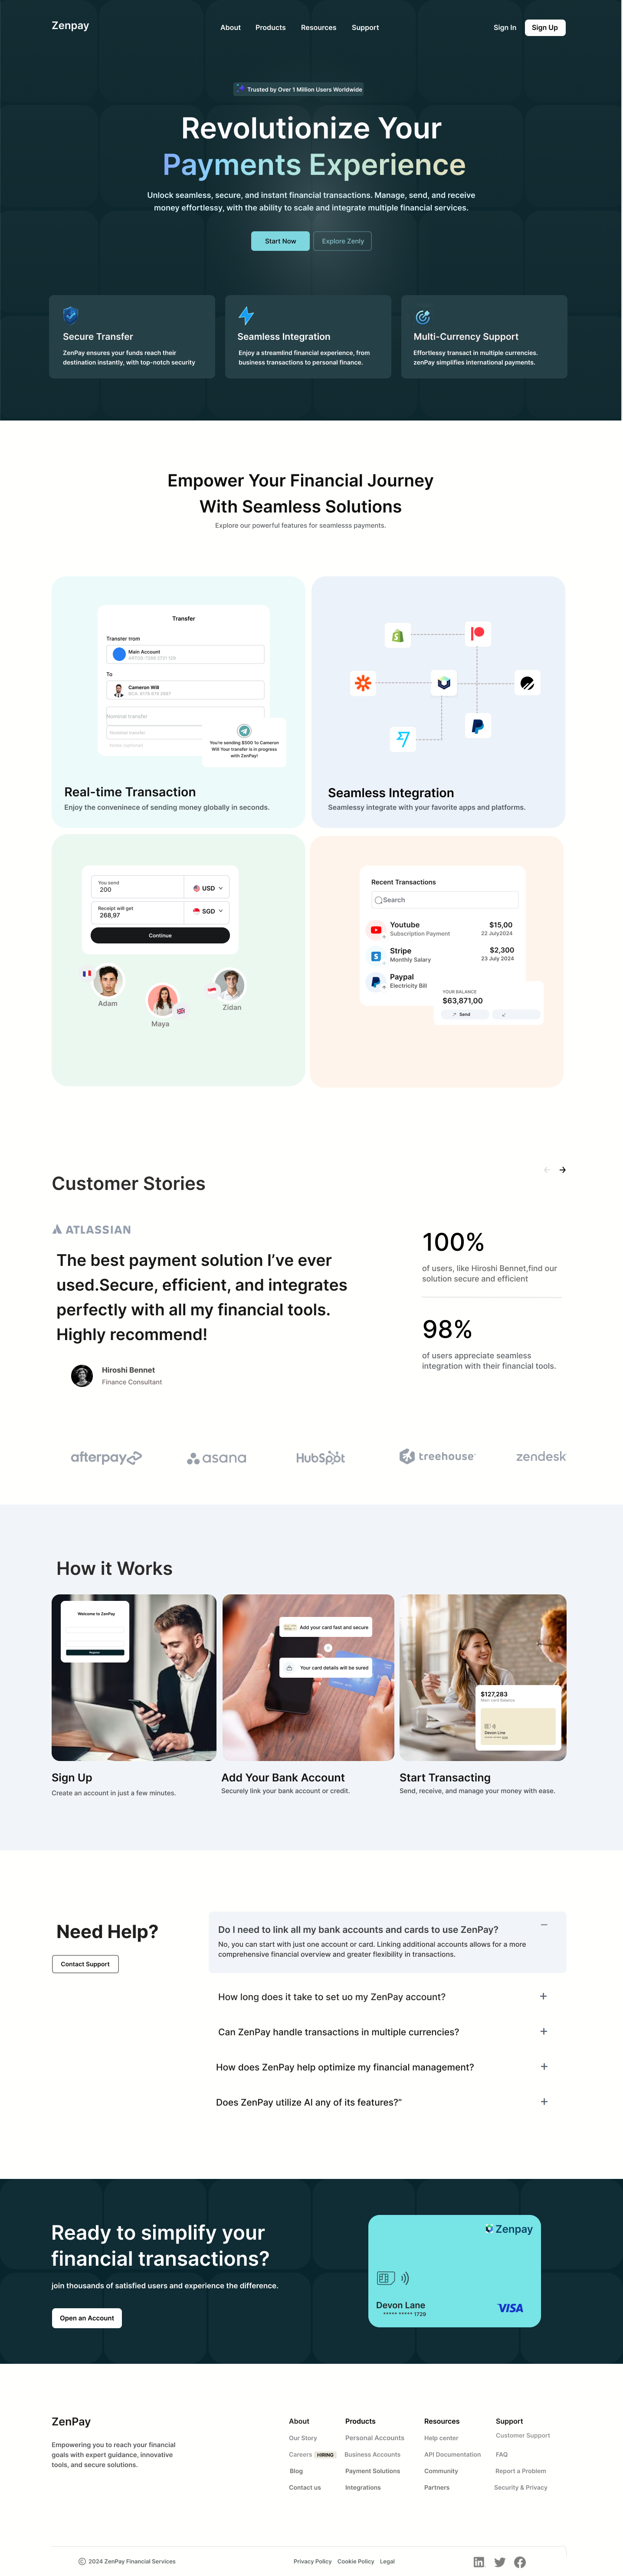 Zenpay
About
Products
Resources
Support
Sign In
Sign Up
Trusted by Over 1 Million Users Worldwide
Revolutionize Your
Payments Experience
Unlock seamless, secure, and instant financial transactions. Manage, send, and receive
money effortlessly, with the ability to scale and integrate multiple financial services.
Start Now
Explore Zenly
Secure Transfer
ZenPay ensures your funds reach their
destination instantly, with top-notch security
Seamless Integration
Enjoy a streamlind financial experience, from
business transactions to personal finance.
Multi-Currency Support
Effortlessy transact in multiple currencies.
zenPay simplifies international payments.
Empower Your Financial Journey
With Seamless Solutions
Explore our powerful features for seamlesss payments.
Transfer
Transfer from
Main Account
To
Cameron Will
Nominal transfer
Nominal transfer
You're sending $500 To Cameron
Will Your transfer is in progress
with ZenPay!
Real-time Transaction
Enjoy the conveninece of sending money globally in seconds.
Seamless Integration
Seamlessy integrate with your favorite apps and platforms.
You send
200
USD
Receipt will get
268,97
SGD
Continue
Adam
Maya
Zidan
Recent Transactions
Search
Youtube
Subscription Payment
$15,00
22 July2024
Stripe
Monthly Salary
$2,300
23 July 2024
Paypal
Electricity Bill
YOUR BALANCE
$63,871,00
Send
Customer Stories
ATLASSIAN
The best payment solution I've ever
used.Secure, efficient, and integrates
perfectly with all my financial tools.
Highly recommend!
Hiroshi Bennet
Finance Consultant
100%
of users, like Hiroshi Bennet,find our
solution secure and efficient
98%
of users appreciate seamless
integration with their financial tools.
afterpay
asana
HubSpot
treehouse
zendesk
How it Works
Welcome to ZenPay
Register
Sign Up
Create an account in just a few minutes.
Add your card fast and secure
Your card details will be sured
Add Your Bank Account
Securely link your bank account or credit.
$127,283
Main card balance
Devon Line
Start Transacting
Send, receive, and manage your money with ease.
Need Help?
Contact Support
Do I need to link all my bank accounts and cards to use ZenPay?
No, you can start with just one account or card. Linking additional accounts allows for a more
comprehensive financial overview and greater flexibility in transactions.
How long does it take to set uo my ZenPay account?
Can ZenPay handle transactions in multiple currencies?
How does ZenPay help optimize my financial management?
Does ZenPay utilize AI any of its features?"
Ready to simplify your
financial transactions?
join thousands of satisfied users and experience the difference.
Open an Account
Zenpay
Devon Lane
***** ***** 1729
VISA
ZenPay
Empowering you to reach your financial
goals with expert guidance, innovative
tools, and secure solutions.
About
Our Story
Careers HIRING
Blog
Contact us
Products
Personal Accounts
Business Accounts
Payment Solutions
Integrations
Resources
Help center
API Documentation
Community
Partners
Support
Customer Support
FAQ
Report a Problem
Security & Privacy
© 2024 ZenPay Financial Services
Privacy Policy
Cookie Policy
Legal